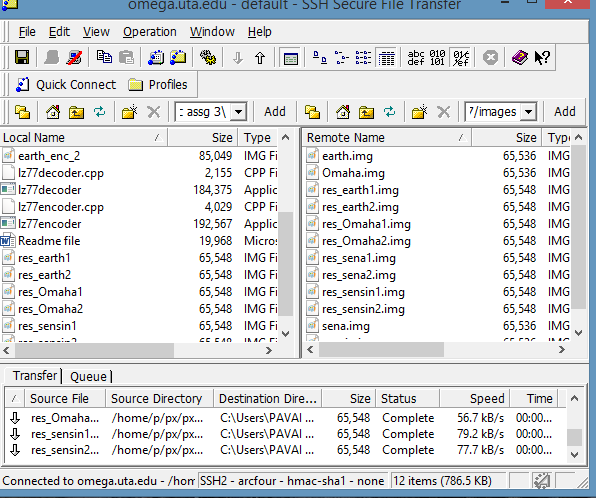 omega.uta.edu - default - SSH Secure File Transfer
File Edit View Operation Window Help
abc def 010 101
Quick Connect Profiles
: assg 3\ Add 7/images Add
Local Name / Size Type
earth_enc_2 85,049 IMG Fi
lz77decoder.cpp 2,155 CPP F
lz77decoder 184,375 Applic
lz77encoder.cpp 4,029 CPP F
lz77encoder 192,567 Applic
Readme file 19,968 Micros
res_earth1 65,548 IMG Fi
res_earth2 65,548 IMG Fi
res_Omaha1 65,548 IMG Fi
res_Omaha2 65,548 IMG Fi
res_sensin1 65,548 IMG Fi
Remote Name / Size Type
earth.img 65,536 IMG
Omaha.img 65,536 IMG
res_earth1.img 65,548 IMG
res_earth2.img 65,548 IMG
res_Omaha1.img 65,548 IMG
res_Omaha2.img 65,548 IMG
res_sena1.img 65,548 IMG
res_sena2.img 65,548 IMG
res_sensin1.img 65,548 IMG
res_sensin2.img 65,548 IMG
sena.img 65,536 IMG
Transfer Queue
/ Source File Source Directory Destination Dire... Size Status Speed Time
res_Omaha... /home/p/px/px... C:\Users\PAVAI ... 65,548 Complete 56.7 kB/s 00:00...
res_sensin1... /home/p/px/px... C:\Users\PAVAI ... 65,548 Complete 79.2 kB/s 00:00...
res_sensin2... /home/p/px/px... C:\Users\PAVAI ... 65,548 Complete 77.7 kB/s 00:00...
Connected to omega.uta.edu - /hom SSH2 - arcfour - hmac-sha1 - none 12 items (786.5 KB)